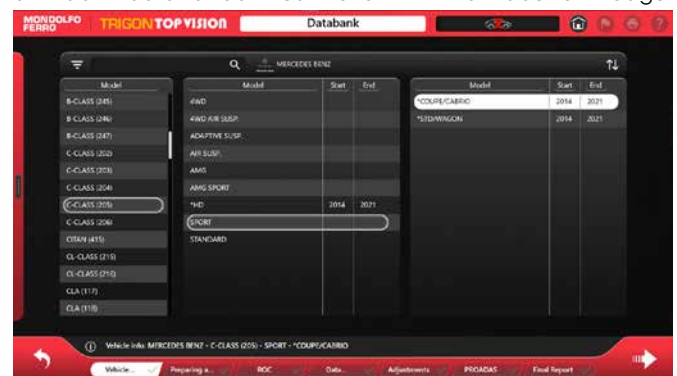 MONDOLFO
FERRO
TRIGON TOP VISION
Databank
MERCEDES BENZ
Model
B-CLASS (245)
B-CLASS (246)
B-CLASS (247)
C-CLASS (202)
C-CLASS (203)
C-CLASS (204)
C-CLASS (205)
C-CLASS (206)
CITAN (415)
CL-CLASS (215)
CL-CLASS (216)
CLA (117)
CLA (118)
Model Start End
4WD
4WD AIR SUSP.
ADAPTIVE SUSP.
AIR SUSP.
AMG
AMG SPORT
*HD 2014 2021
SPORT
STANDARD
Model Start End
*COUPE/CABRIO 2014 2021
*STD/WAGON 2014 2021
Vehicle info: MERCEDES BENZ - C-CLASS (205) - SPORT - *COUPE/CABRIO
Vehicle... Preparing a... ROC Data... Adjustments PROADAS Final Report